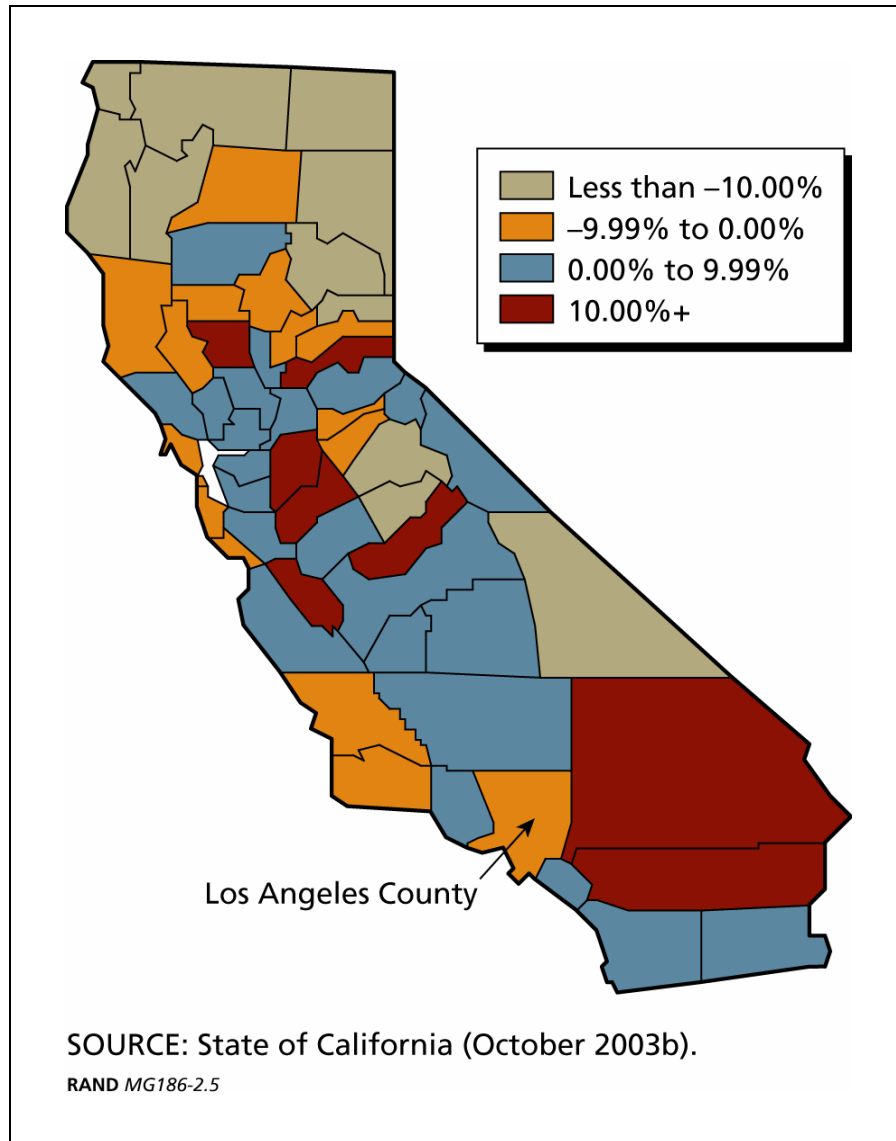 Less than –10.00%
–9.99% to 0.00%
0.00% to 9.99%
10.00%+
Los Angeles County
SOURCE: State of California (October 2003b).
RAND MG186-2.5